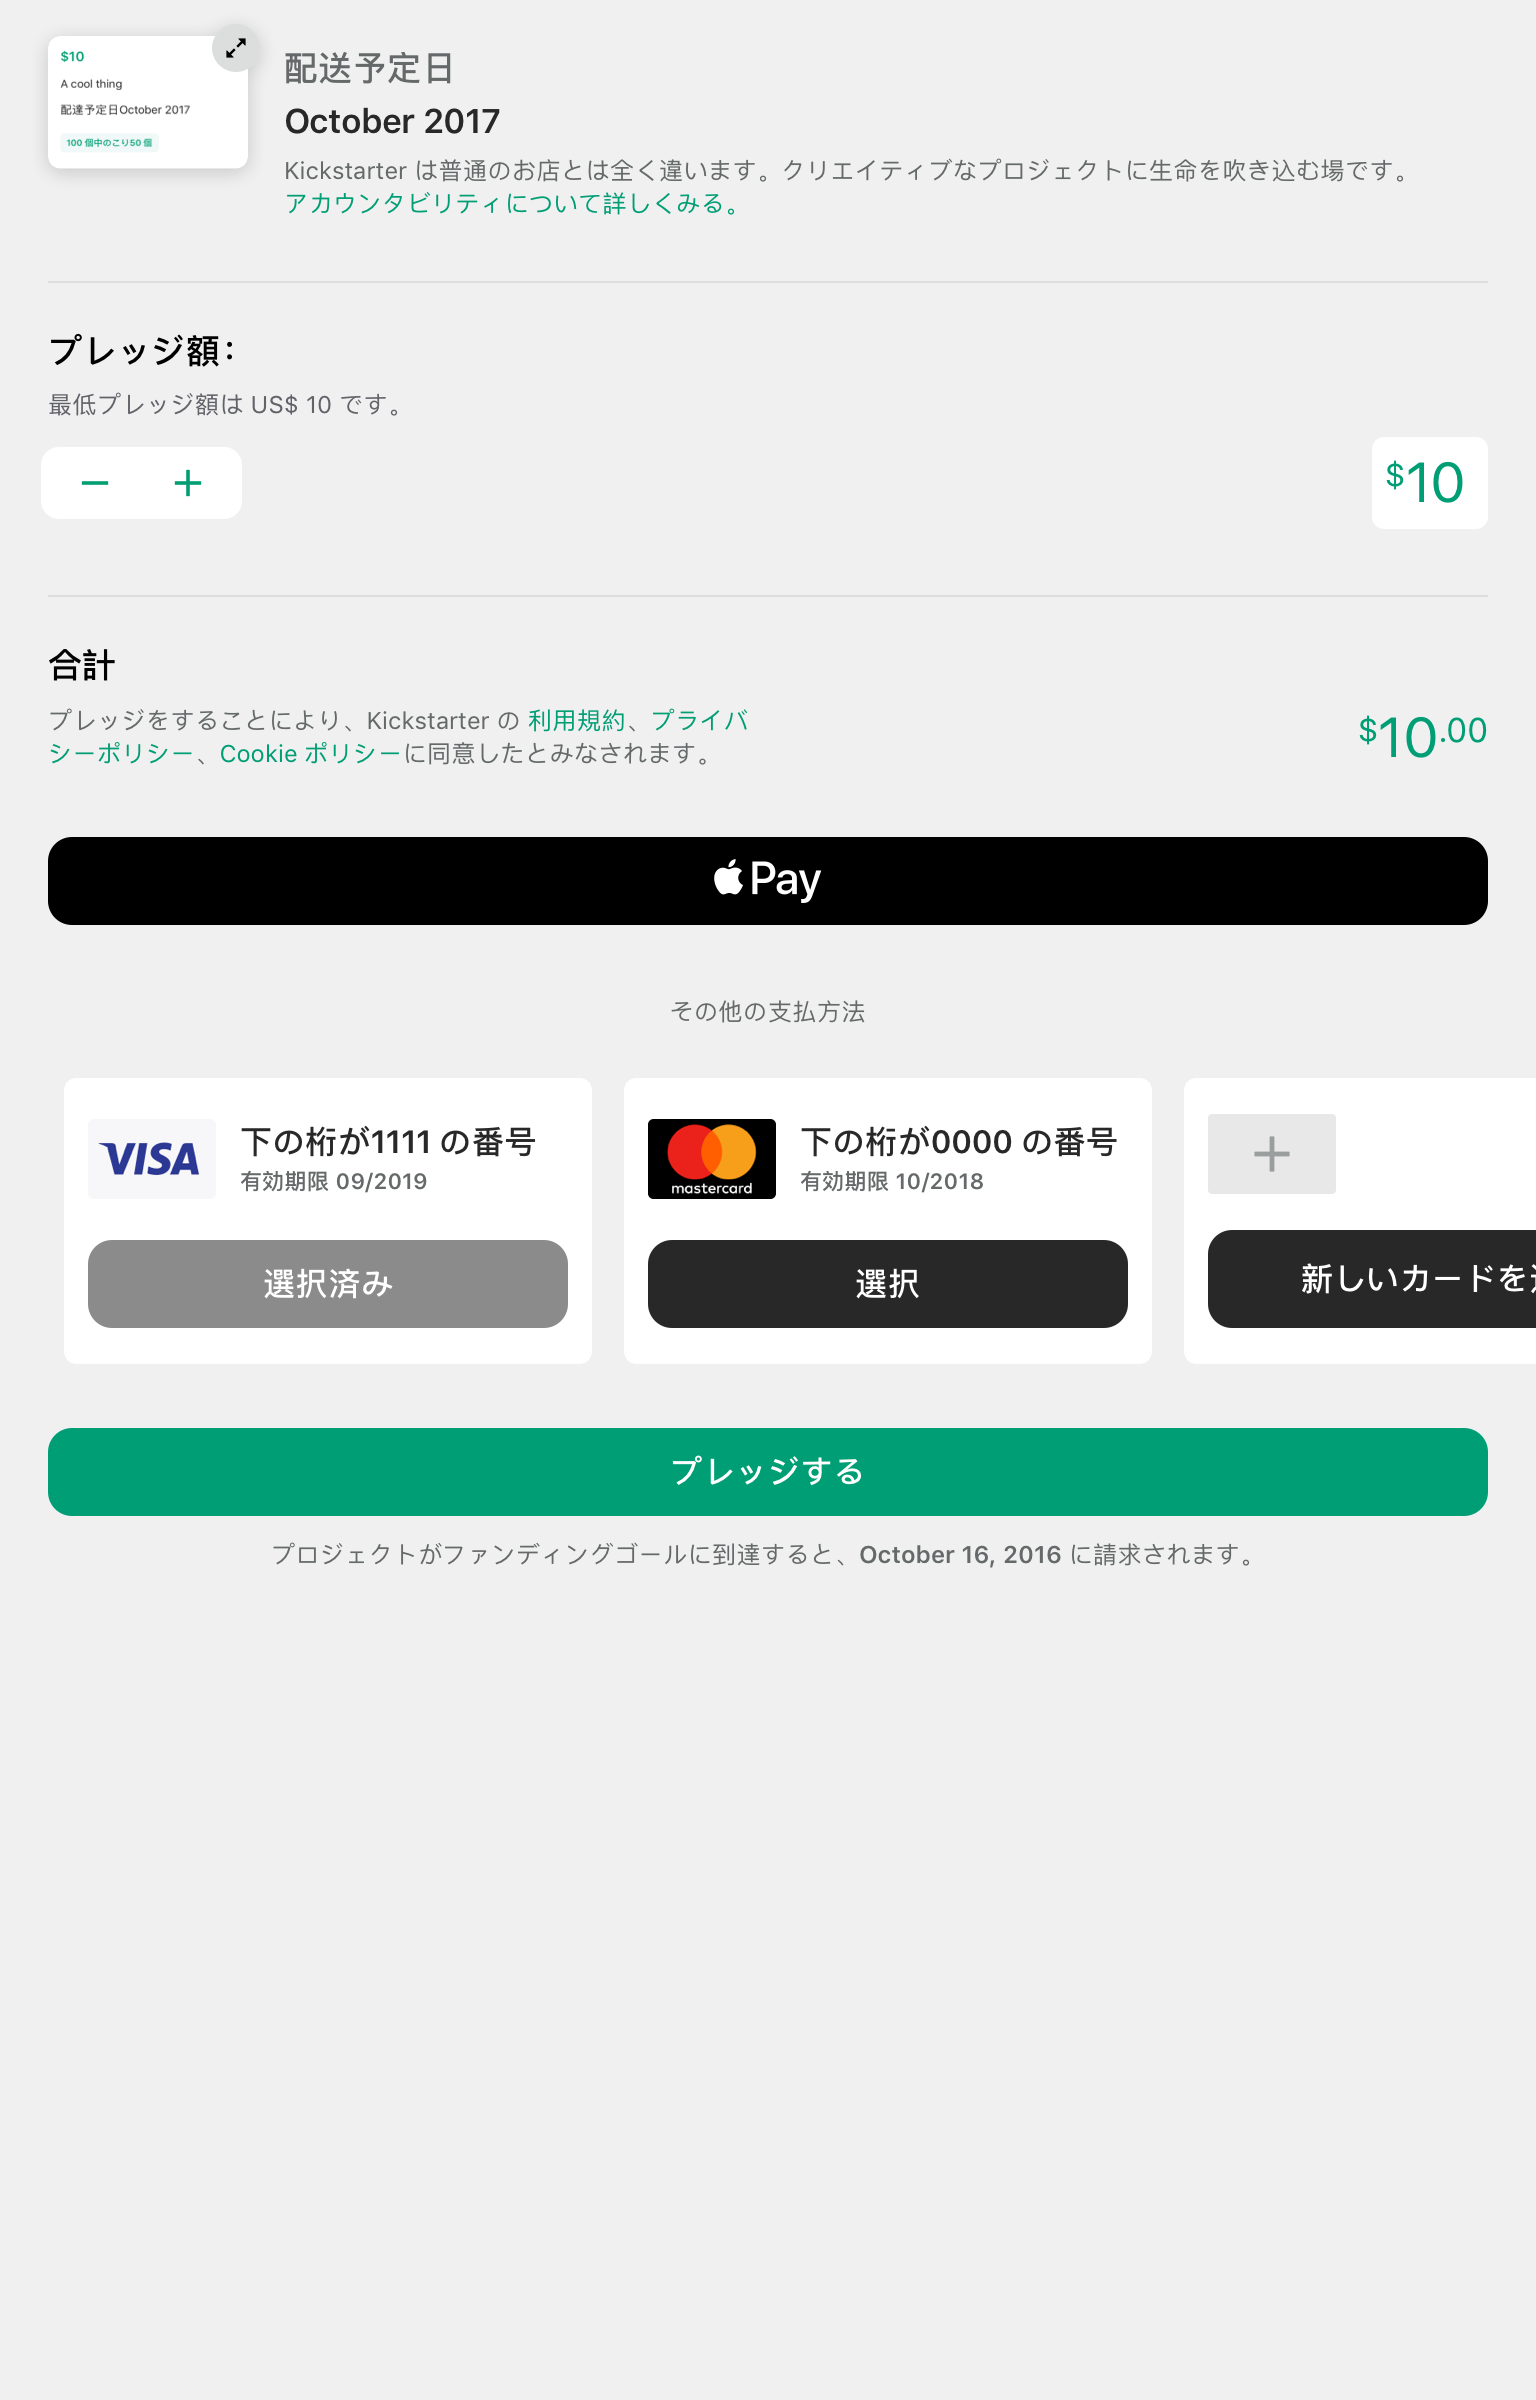 $10
A cool thing
配達予定日October 2017
100 個中のこり50 個
配送予定日
October 2017
Kickstarter は普通のお店とは全く違います。クリエイティブなプロジェクトに生命を吹き込む場です。
アカウンタビリティについて詳しくみる。
プレッジ額：
最低プレッジ額は US$ 10 です。
− +
$10
合計
プレッジをすることにより、Kickstarter の 利用規約、プライバ
シーポリシー、Cookie ポリシーに同意したとみなされます。
$10.00
Pay
その他の支払方法
VISA
下の桁が1111 の番号
有効期限 09/2019
選択済み
mastercard
下の桁が0000 の番号
有効期限 10/2018
選択
+
新しいカードを
プレッジする
プロジェクトがファンディングゴールに到達すると、October 16, 2016 に請求されます。